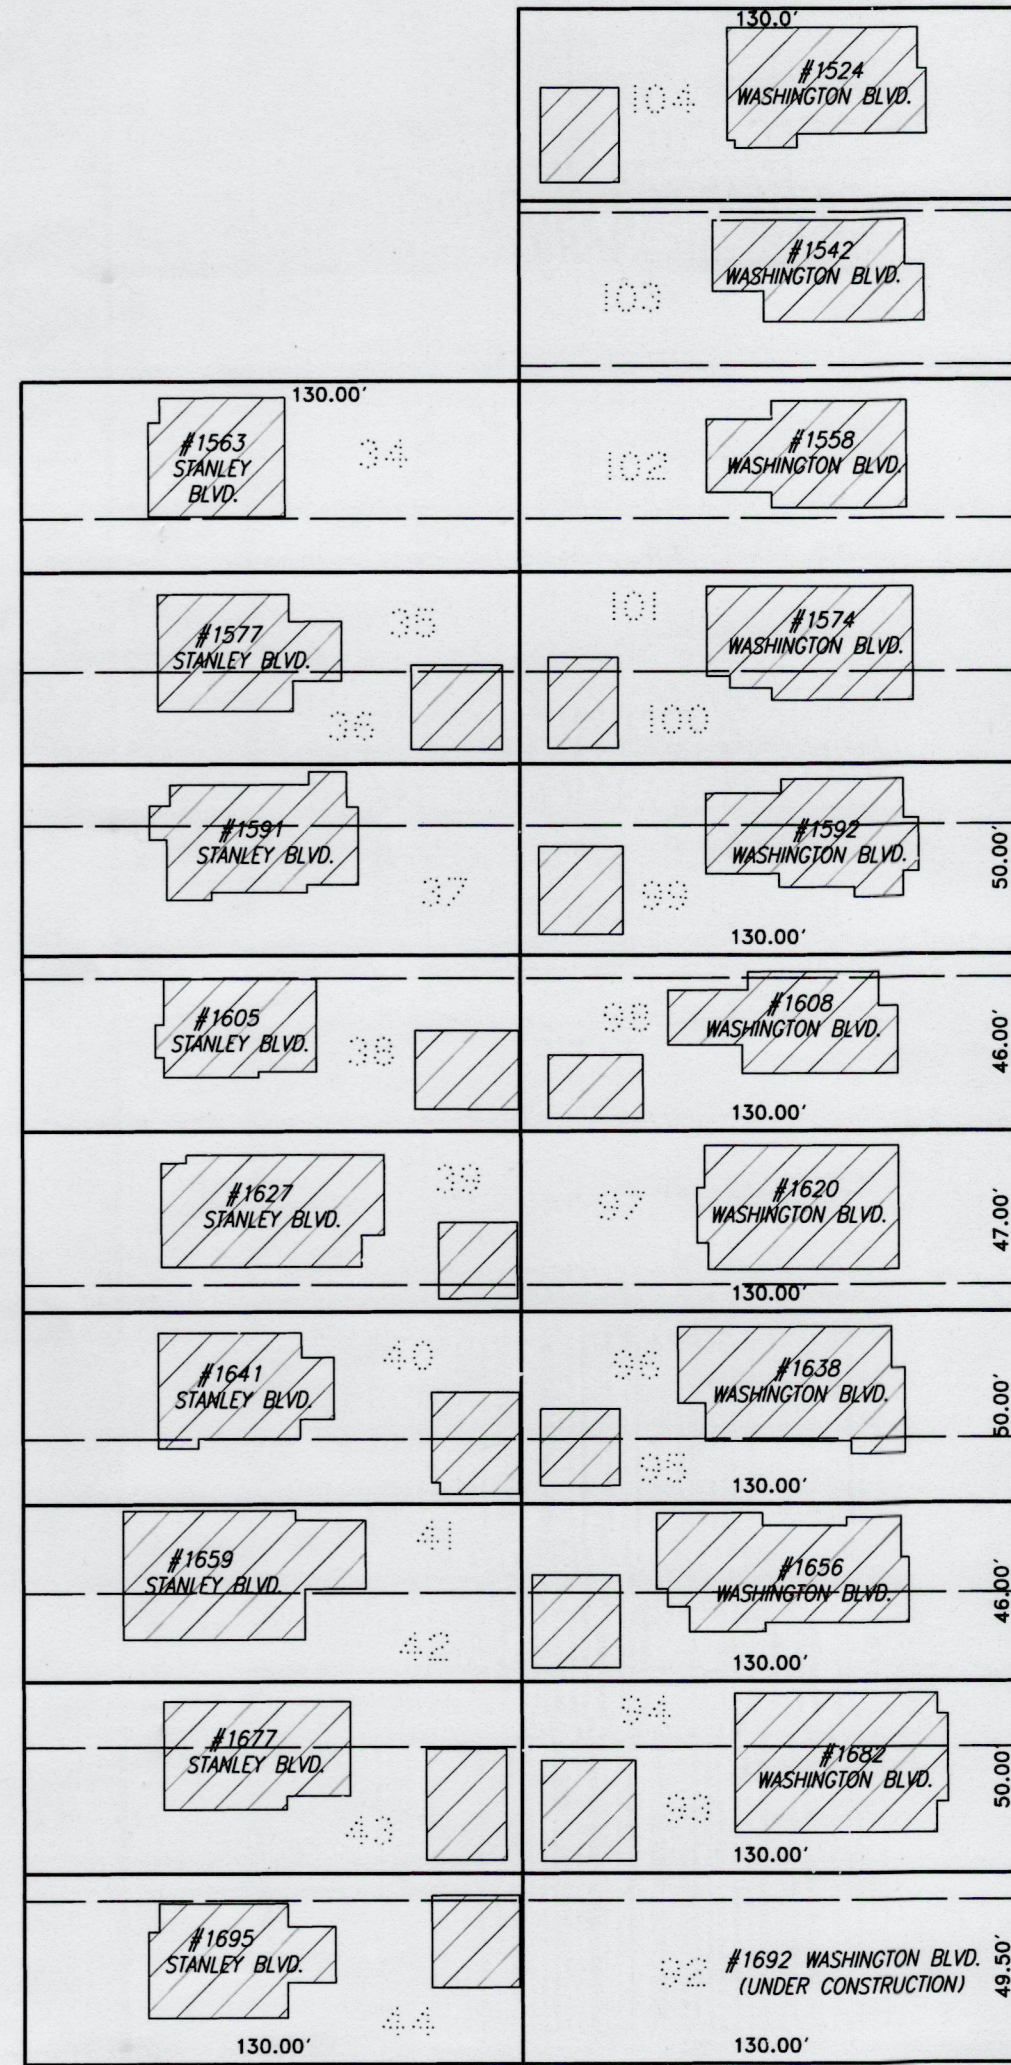 130.0'
#1524
WASHINGTON BLVD.
104
#1542
WASHINGTON BLVD.
103
130.00'
#1563
STANLEY
BLVD.
34
102
#1558
WASHINGTON BLVD.
#1577
STANLEY BLVD.
35
36
101
#1574
WASHINGTON BLVD.
100
#1591
STANLEY BLVD.
37
#1592
WASHINGTON BLVD.
99
50.00'
130.00'
#1605
STANLEY BLVD.
38
98
#1608
WASHINGTON BLVD.
46.00'
130.00'
#1627
STANLEY BLVD.
39
97
#1620
WASHINGTON BLVD.
47.00'
130.00'
#1641
STANLEY BLVD.
40
96
#1638
WASHINGTON BLVD.
50.00'
95
130.00'
#1659
STANLEY BLVD.
41
42
#1656
WASHINGTON BLVD.
46.00'
130.00'
#1677
STANLEY BLVD.
43
94
#1682
WASHINGTON BLVD.
50.00'
93
130.00'
#1695
STANLEY BLVD.
44
130.00'
92
#1692 WASHINGTON BLVD.
(UNDER CONSTRUCTION)
49.50'
130.00'